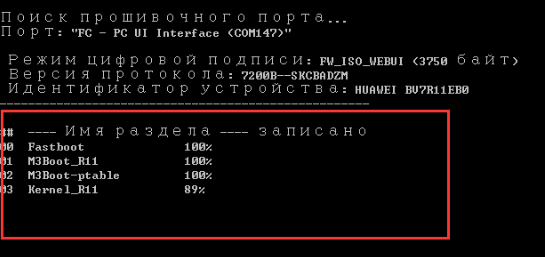 Поиск прошивочного порта...
Порт: "FC - PC UI Interface (COM147)"
Режим цифровой подписи: FW_ISO_WEBUI (3750 байт)
Версия протокола: 7200B--SKCBADZM
Идентификатор устройства: HUAWEI BV7R11EB0
----------------------------------------------------
## ---- Имя раздела ---- записано
00 Fastboot 100%
01 M3Boot_R11 100%
02 M3Boot-ptable 100%
03 Kernel_R11 89%